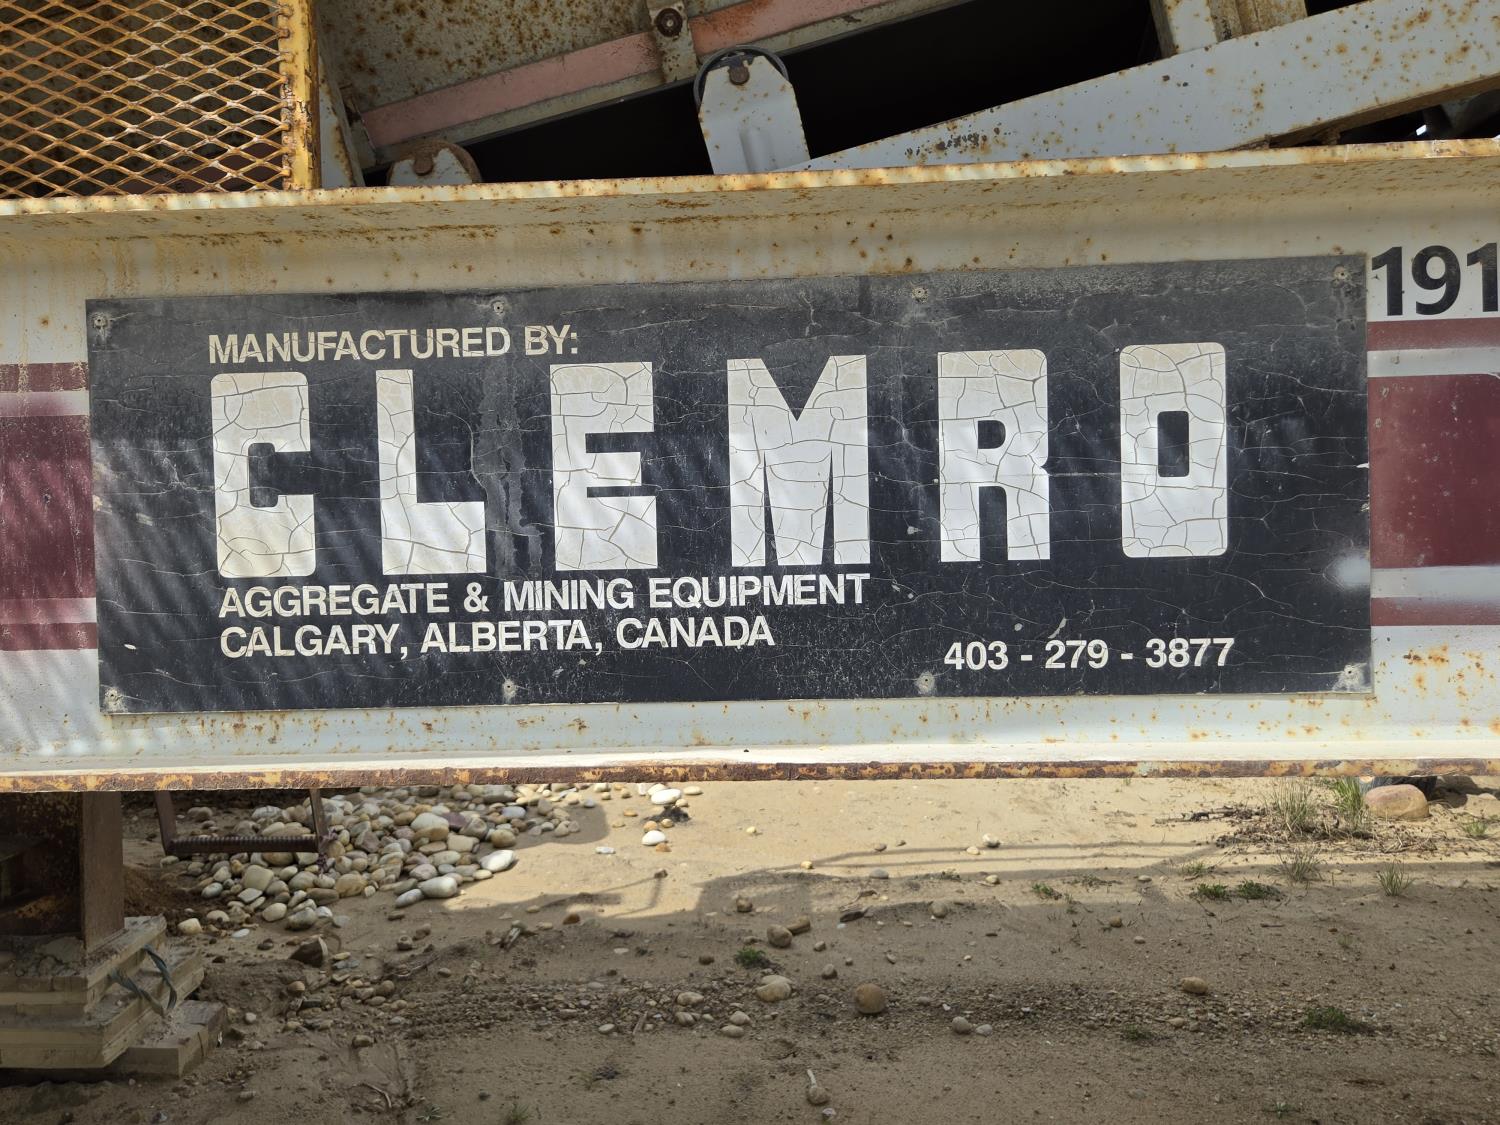 MANUFACTURED BY:
CLEMRO
AGGREGATE & MINING EQUIPMENT
CALGARY, ALBERTA, CANADA
403 - 279 - 3877
191